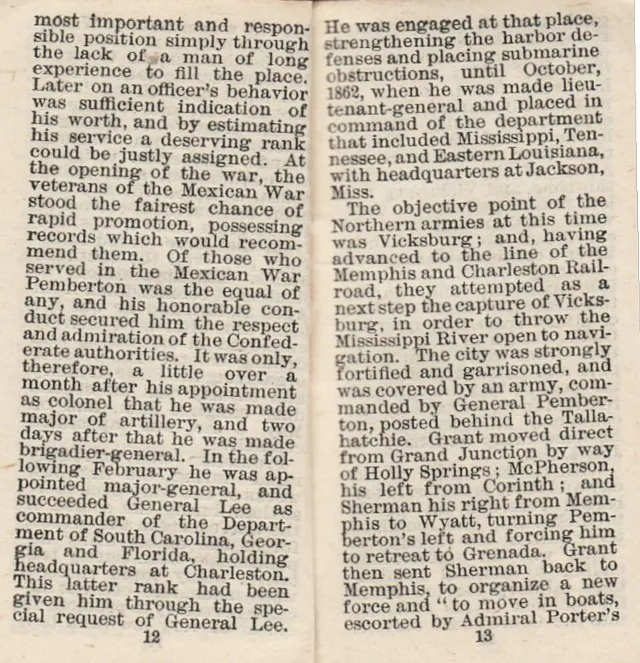 most important and respon-
sible position simply through
the lack of a man of long
experience to fill the place.
Later on an officer's behavior
was sufficient indication of
his worth, and by estimating
his service a deserving rank
could be justly assigned. At
the opening of the war, the
veterans of the Mexican War
stood the fairest chance of
rapid promotion, possessing
records which would recom-
mend them. Of those who
served in the Mexican War
Pemberton was the equal of
any, and his honorable con-
duct secured him the respect
and admiration of the Confed-
erate authorities. It was only,
therefore, a little over a
month after his appointment
as colonel that he was made
major of artillery, and two
days after that he was made
brigadier-general. In the fol-
lowing February he was ap-
pointed major-general, and
succeeded General Lee as
commander of the Depart-
ment of South Carolina, Geor-
gia and Florida, holding
headquarters at Charleston.
This latter rank had been
given him through the spe-
cial request of General Lee.
12
He was engaged at that place,
strengthening the harbor de-
fenses and placing submarine
obstructions, until October,
1862, when he was made lieu-
tenant-general and placed in
command of the department
that included Mississippi, Ten-
nessee, and Eastern Louisiana,
with headquarters at Jackson,
Miss.
The objective point of the
Northern armies at this time
was Vicksburg; and, having
advanced to the line of the
Memphis and Charleston Rail-
road, they attempted as a
next step the capture of Vicks-
burg, in order to throw the
Mississippi River open to navi-
gation. The city was strongly
fortified and garrisoned, and
was covered by an army, com-
manded by General Pember-
ton, posted behind the Talla-
hatchie. Grant moved direct
from Grand Junction by way
of Holly Springs; McPherson,
his left from Corinth; and
Sherman his right from Mem-
phis to Wyatt, turning Pem-
berton's left and forcing him
to retreat to Grenada. Grant
then sent Sherman back to
Memphis, to organize a new
force and "to move in boats,
escorted by Admiral Porter's
13